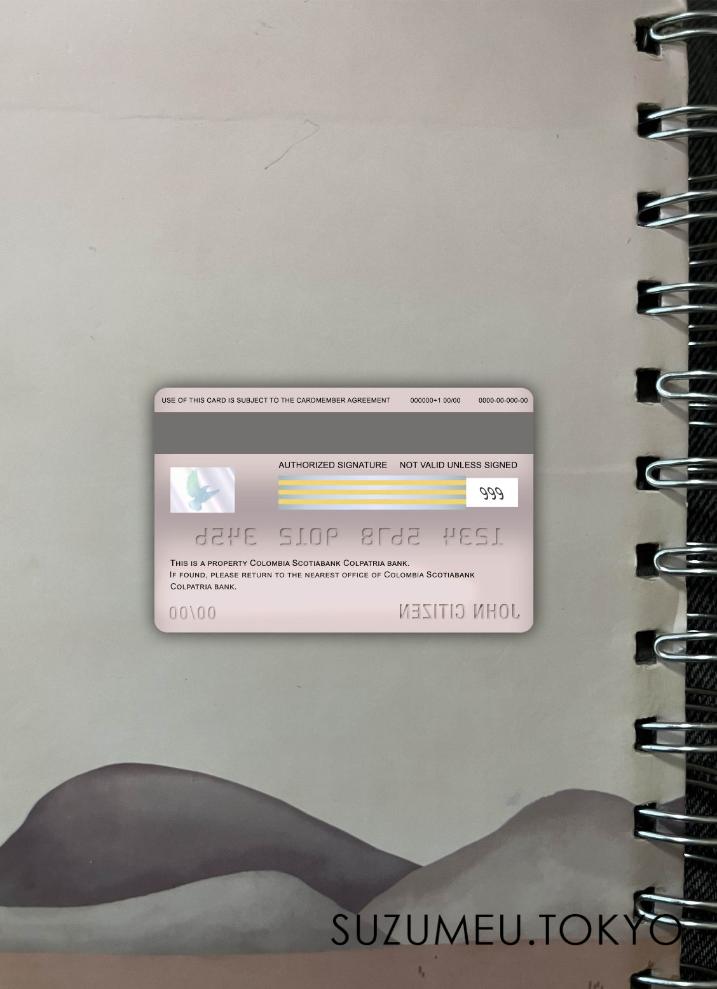 USE OF THIS CARD IS SUBJECT TO THE CARDMEMBER AGREEMENT 000000+1 00/00 0000-00-000-00
AUTHORIZED SIGNATURE NOT VALID UNLESS SIGNED
999
1234 5678 9012 3456
THIS IS A PROPERTY COLOMBIA SCOTIABANK COLPATRIA BANK.
IF FOUND, PLEASE RETURN TO THE NEAREST OFFICE OF COLOMBIA SCOTIABANK
COLPATRIA BANK.
00/00 JOHN CITIZEN
SUZUMEU.TOKYO